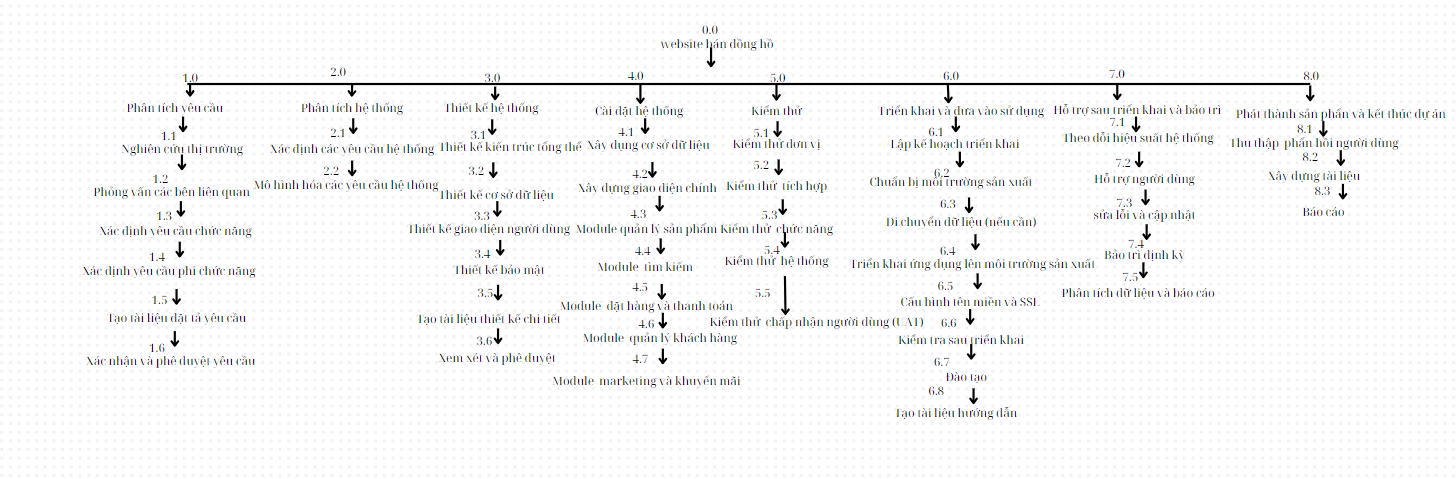 0.0
website bán đồng hồ
1.0
Phân tích yêu cầu
1.1
Nghiên cứu thị trường
1.2
Phỏng vấn các bên liên quan
1.3
Xác định yêu cầu chức năng
1.4
Xác định yêu cầu phi chức năng
1.5
Tạo tài liệu đặt tả yêu cầu
1.6
Xác nhận và phê duyệt yêu cầu
2.0
Phân tích hệ thống
2.1
Xác định các yêu cầu hệ thống
2.2
Mô hình hóa các yêu cầu hệ thống
3.0
Thiết kế hệ thống
3.1
Thiết kế kiến trúc tổng thể
3.2
Thiết kế cơ sở dữ liệu
3.3
Thiết kế giao diện người dùng
3.4
Thiết kế bảo mật
3.5
Tạo tài liệu thiết kế chi tiết
3.6
Xem xét và phê duyệt
4.0
Cài đặt hệ thống
4.1
Xây dựng cơ sở dữ liệu
4.2
Xây dựng giao diện chính
4.3
Module quản lý sản phẩm
4.4
Module tìm kiếm
4.5
Module đặt hàng và thanh toán
4.6
Module quản lý khách hàng
4.7
Module marketing và khuyến mãi
5.0
Kiểm thử
5.1
Kiểm thử đơn vị
5.2
Kiểm thử tích hợp
5.3
Kiểm thử chức năng
5.4
Kiểm thử hệ thống
5.5
Kiểm thử chấp nhận người dùng (UAT)
6.0
Triển khai và đưa vào sử dụng
6.1
Lập kế hoạch triển khai
6.2
Chuẩn bị môi trường sản xuất
6.3
Di chuyển dữ liệu (nếu cần)
6.4
Triển khai ứng dụng lên môi trường sản xuất
6.5
Cấu hình tên miền và SSL
6.6
Kiểm tra sau triển khai
6.7
Đào tạo
6.8
Tạo tài liệu hướng dẫn
7.0
Hỗ trợ sau triển khai và bảo trì
7.1
Theo dõi hiệu suất hệ thống
7.2
Hỗ trợ người dùng
7.3
sửa lỗi và cập nhật
7.4
Bảo trì định kỳ
7.5
Phân tích dữ liệu và báo cáo
8.0
Phát thành sản phẩn và kết thúc dự án
8.1
Thu thập phản hồi người dùng
8.2
Xây dựng tài liệu
8.3
Báo cáo